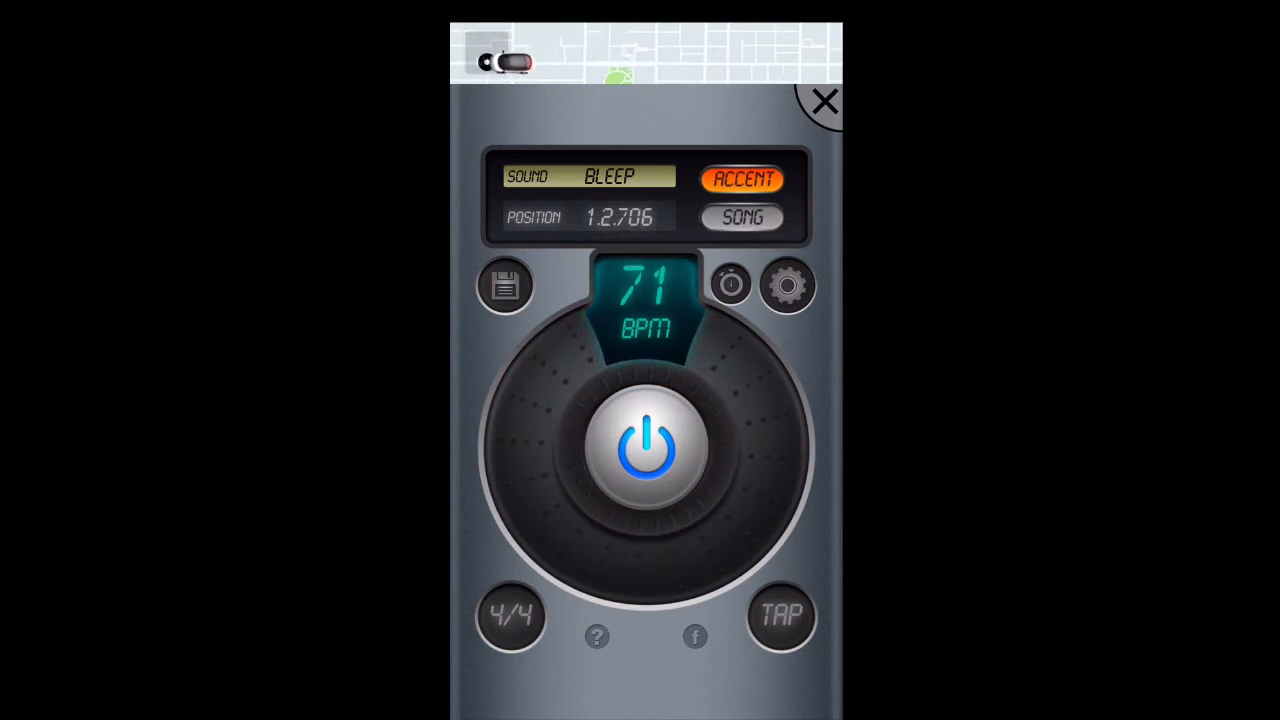 SOUND BLEEP
ACCENT
POSITION 1.2.706
SONG
71
BPM
4/4
TAP
?
f